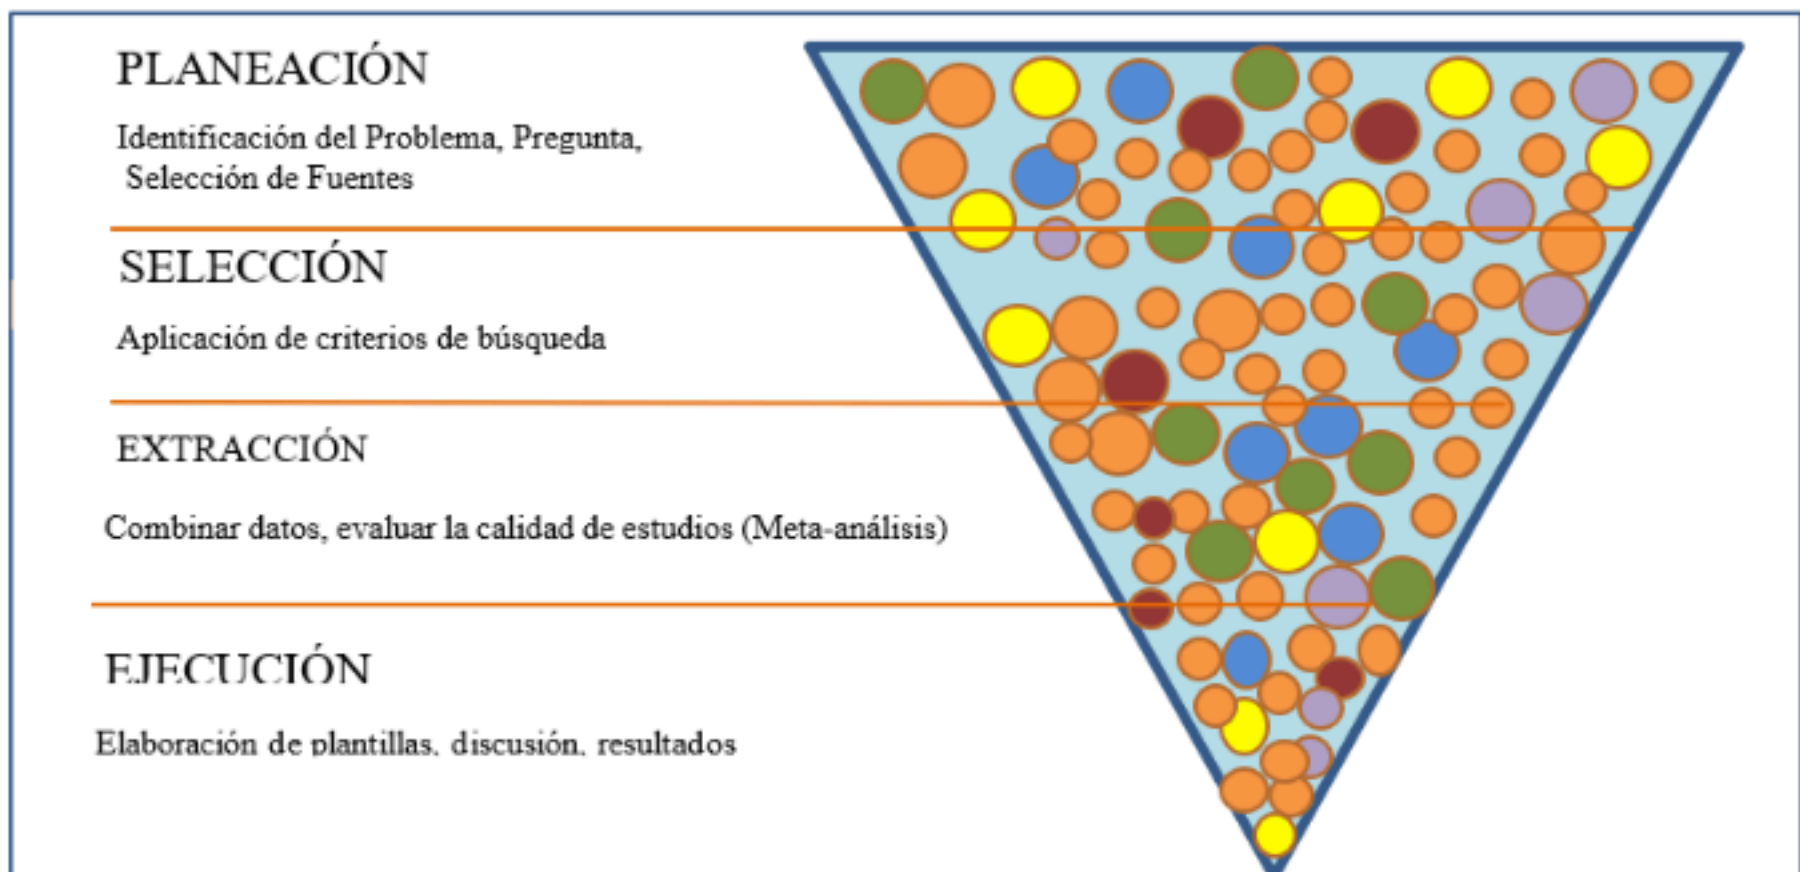 PLANEACIÓN
Identificación del Problema, Pregunta,
Selección de Fuentes
SELECCIÓN
Aplicación de criterios de búsqueda
EXTRACCIÓN
Combinar datos, evaluar la calidad de estudios (Meta-análisis)
EJECUCIÓN
Elaboración de plantillas, discusión, resultados